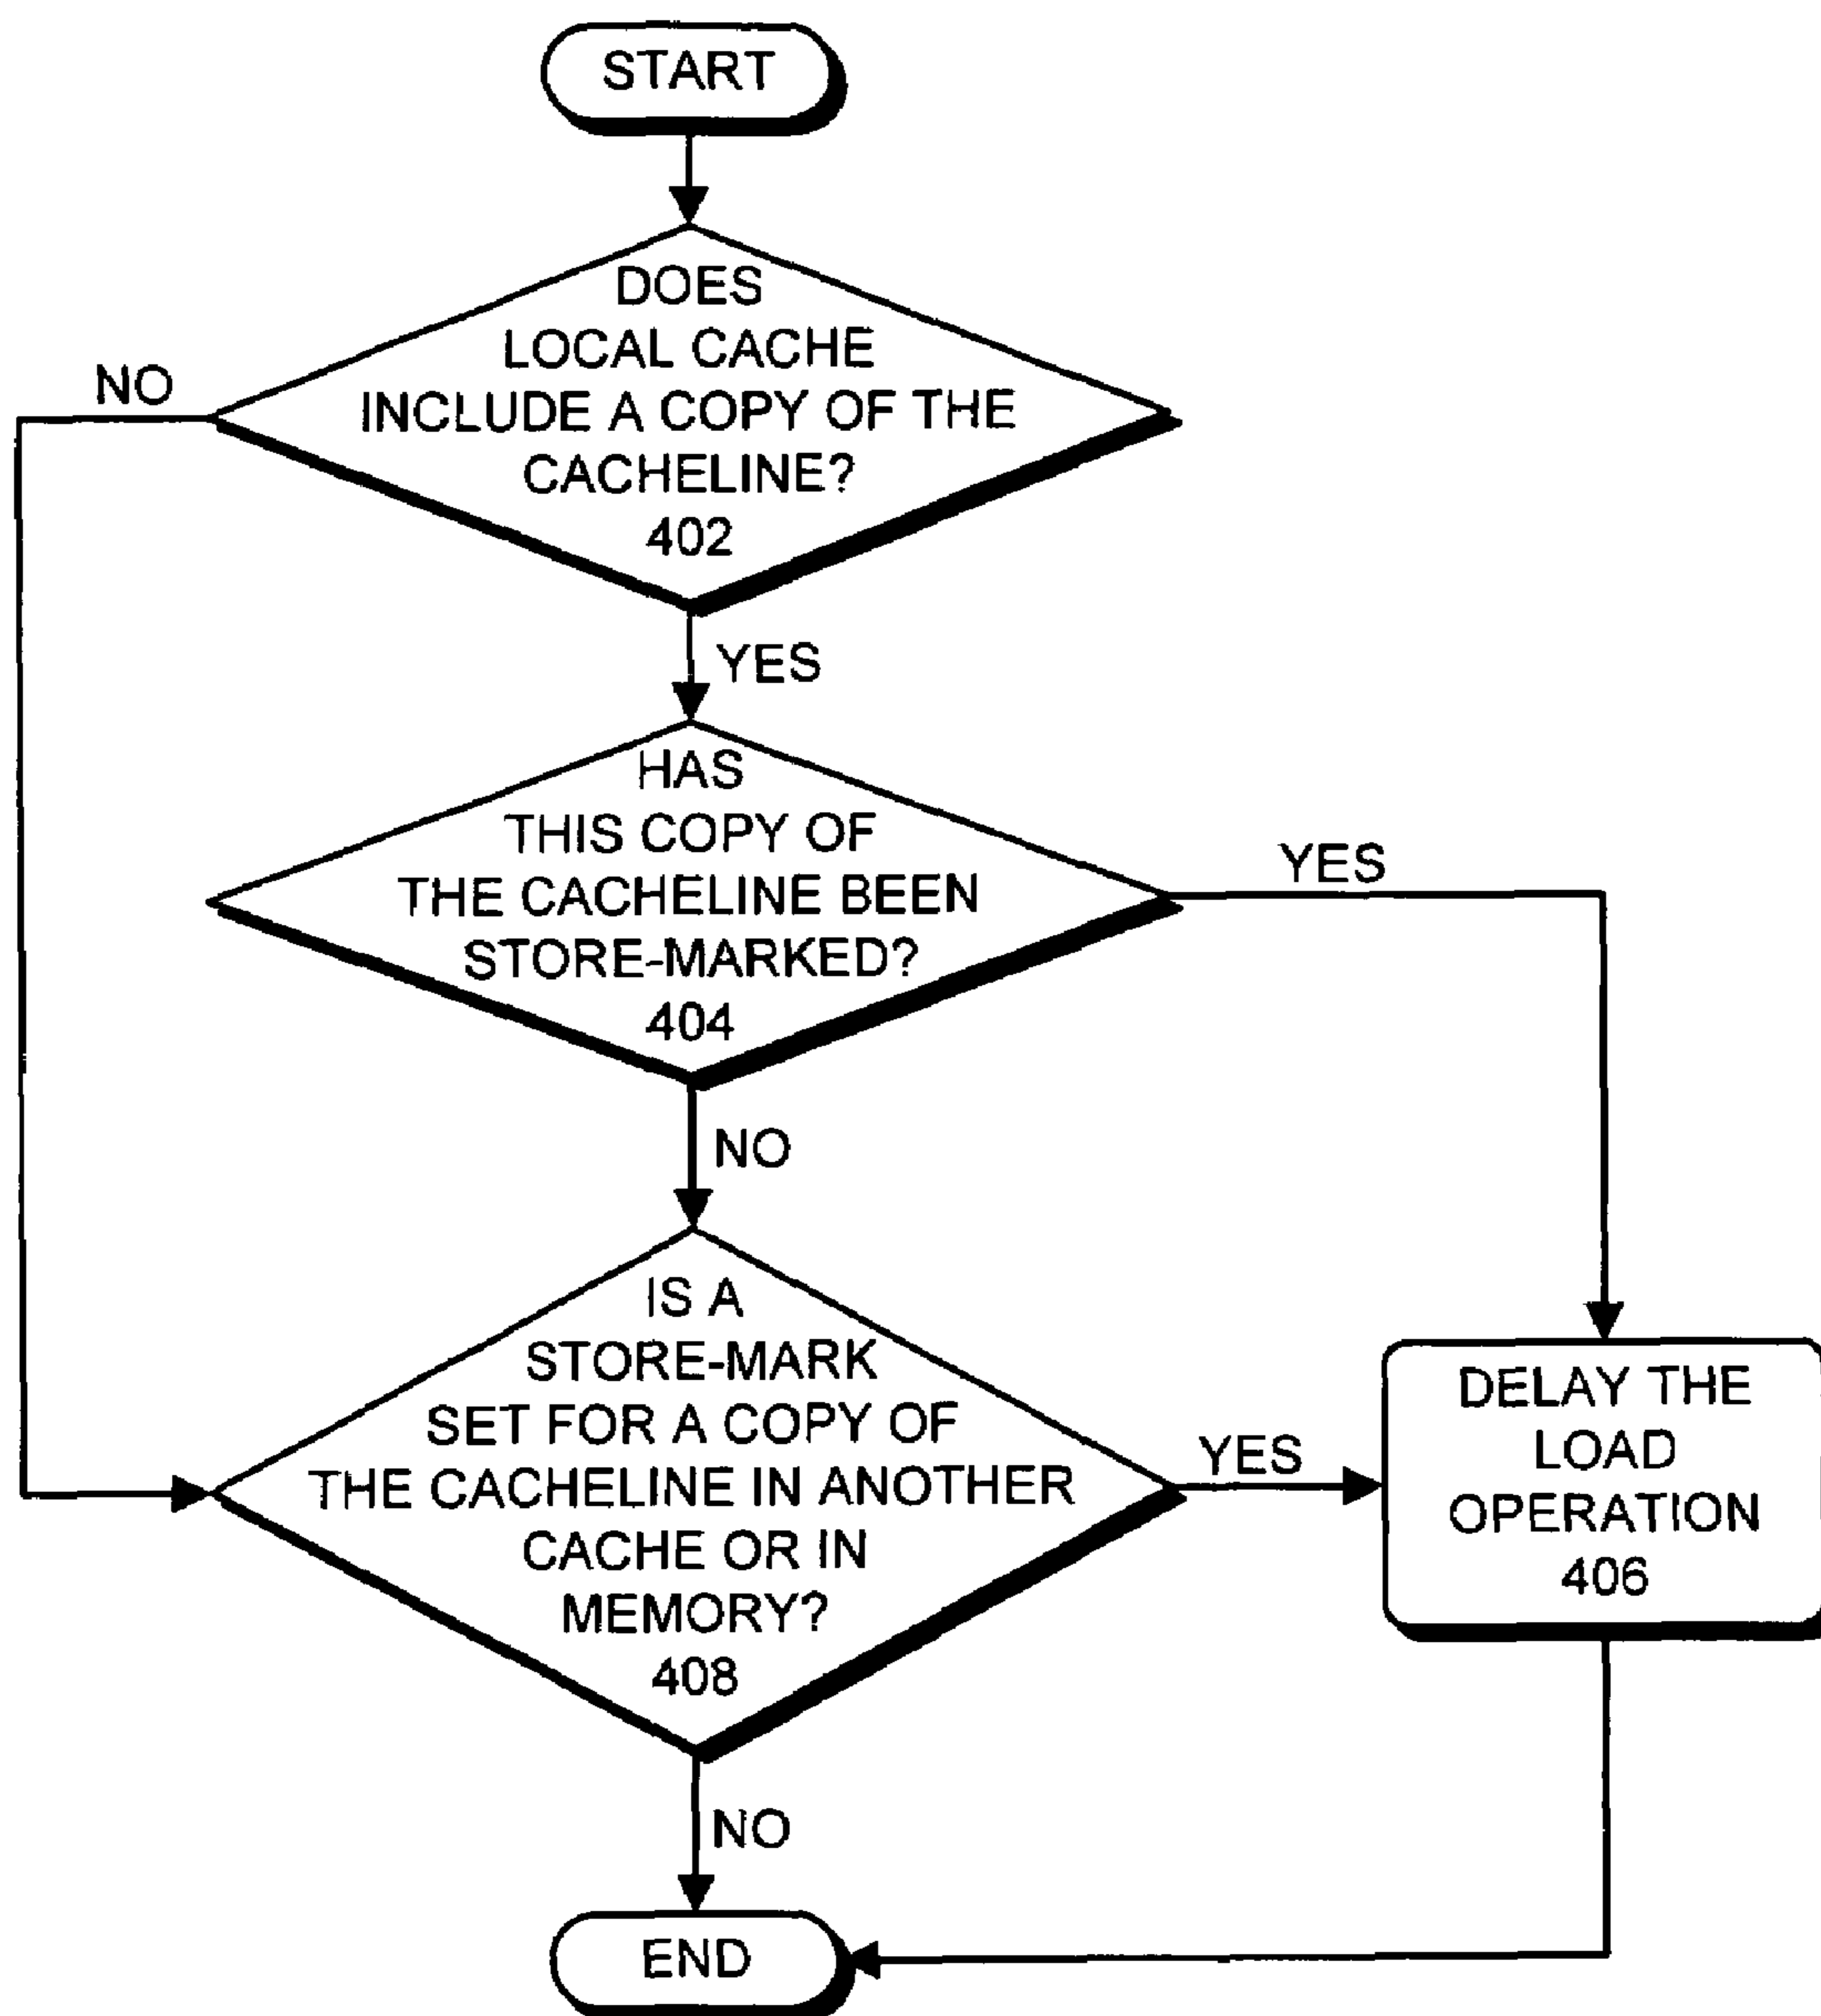 START
DOES
LOCAL CACHE
INCLUDE A COPY OF THE
CACHELINE?
402
NO
YES
HAS
THIS COPY OF
THE CACHELINE BEEN
STORE-MARKED?
404
YES
NO
IS A
STORE-MARK
SET FOR A COPY OF
THE CACHELINE IN ANOTHER
CACHE OR IN
MEMORY?
408
YES
DELAY THE
LOAD
OPERATION
406
NO
END